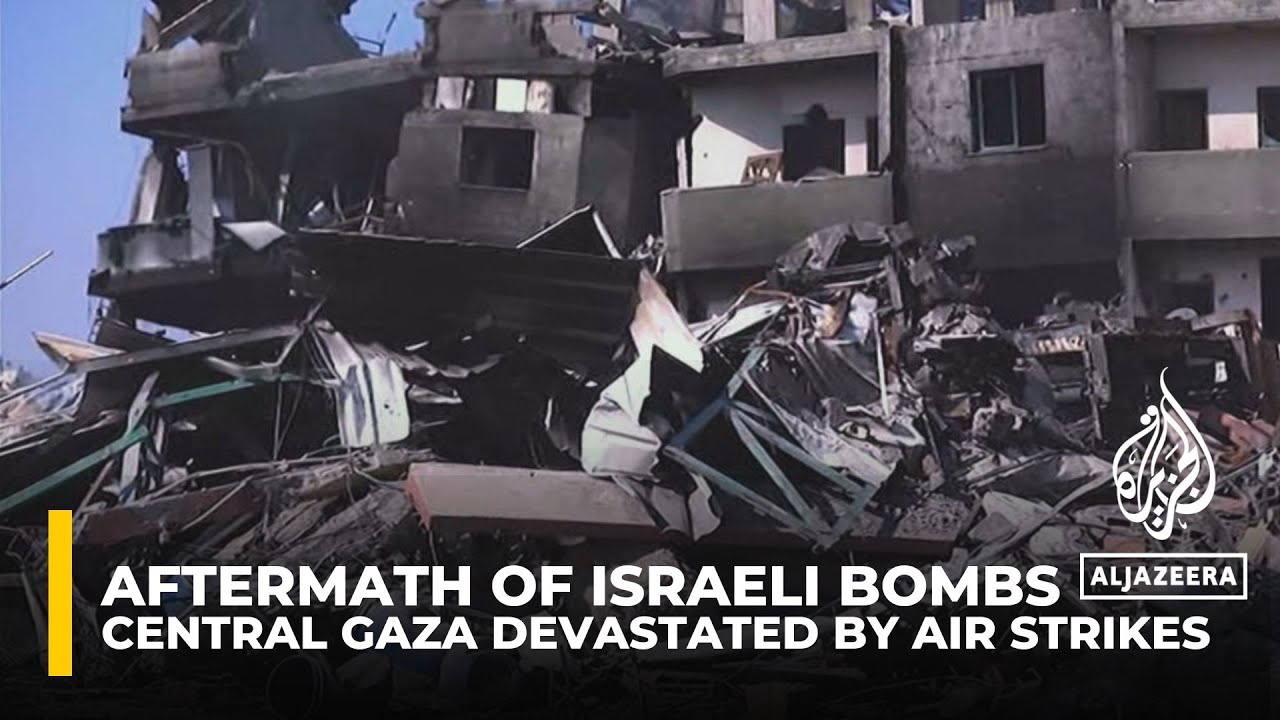 الجزيرة
ALJAZEERA
AFTERMATH OF ISRAELI BOMBS
CENTRAL GAZA DEVASTATED BY AIR STRIKES